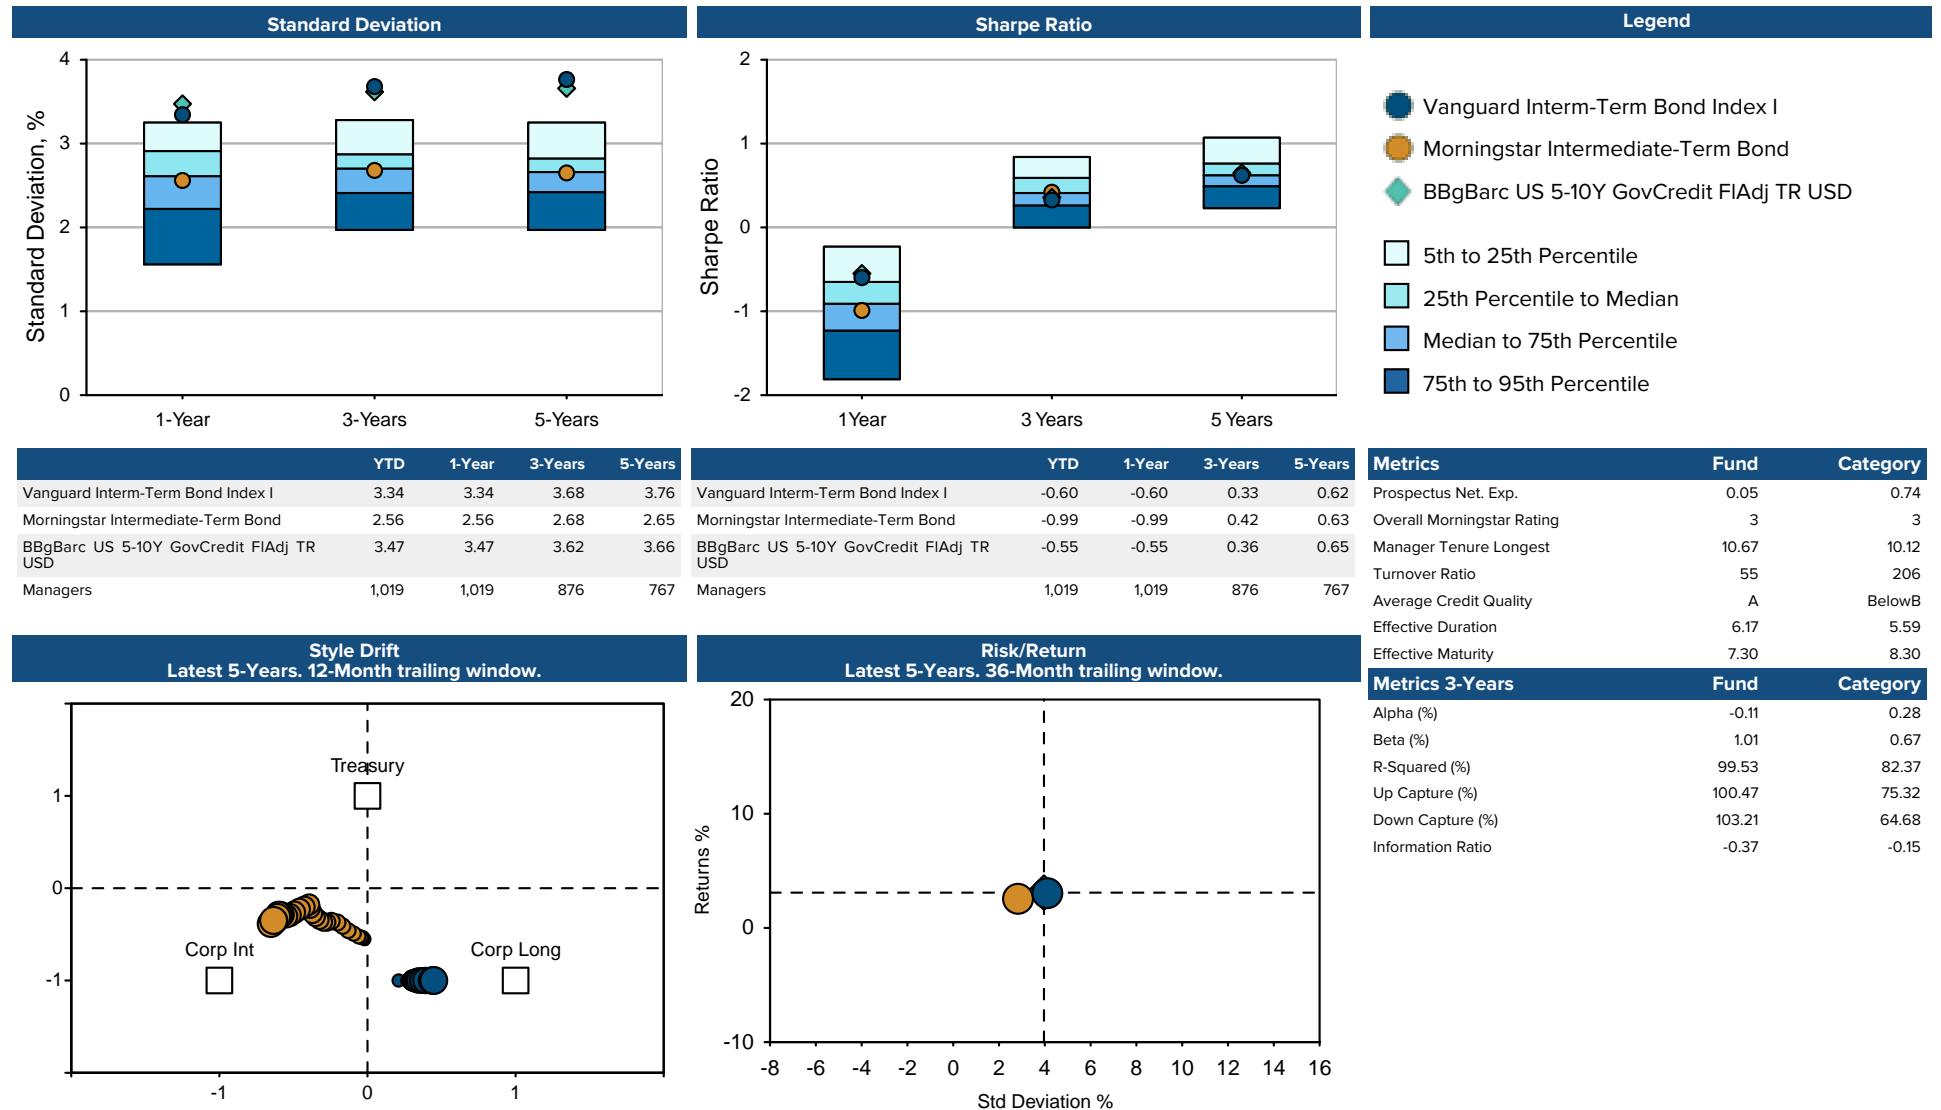 Standard Deviation
Sharpe Ratio
Legend
4
3
2
1
0
Standard Deviation, %
1-Year
3-Years
5-Years
2
1
0
-1
-2
Sharpe Ratio
1 Year
3 Years
5 Years
Vanguard Interm-Term Bond Index I
Morningstar Intermediate-Term Bond
BBgBarc US 5-10Y GovCredit FlAdj TR USD
5th to 25th Percentile
25th Percentile to Median
Median to 75th Percentile
75th to 95th Percentile
YTD 1-Year 3-Years 5-Years
Vanguard Interm-Term Bond Index I 3.34 3.34 3.68 3.76
Morningstar Intermediate-Term Bond 2.56 2.56 2.68 2.65
BBgBarc US 5-10Y GovCredit FlAdj TR 3.47 3.47 3.62 3.66
USD
Managers 1,019 1,019 876 767
YTD 1-Year 3-Years 5-Years
Vanguard Interm-Term Bond Index I -0.60 -0.60 0.33 0.62
Morningstar Intermediate-Term Bond -0.99 -0.99 0.42 0.63
BBgBarc US 5-10Y GovCredit FlAdj TR -0.55 -0.55 0.36 0.65
USD
Managers 1,019 1,019 876 767
Metrics Fund Category
Prospectus Net. Exp. 0.05 0.74
Overall Morningstar Rating 3 3
Manager Tenure Longest 10.67 10.12
Turnover Ratio 55 206
Average Credit Quality A BelowB
Effective Duration 6.17 5.59
Effective Maturity 7.30 8.30
Metrics 3-Years Fund Category
Alpha (%) -0.11 0.28
Beta (%) 1.01 0.67
R-Squared (%) 99.53 82.37
Up Capture (%) 100.47 75.32
Down Capture (%) 103.21 64.68
Information Ratio -0.37 -0.15
Style Drift
Latest 5-Years. 12-Month trailing window.
Treasury
Corp Int
Corp Long
1
0
-1
-1 0 1
Risk/Return
Latest 5-Years. 36-Month trailing window.
20
10
0
-10
Returns %
-8 -6 -4 -2 0 2 4 6 8 10 12 14 16
Std Deviation %